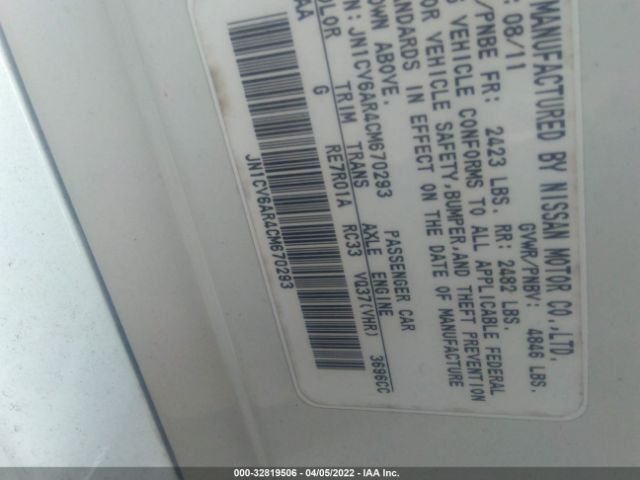 MANUFACTURED BY NISSAN MOTOR CO.,LTD.
: 08/11 GVWR/PNBV: 4846 LBS.
/PNBE FR: 2423 LBS. RR: 2482 LBS.
VEHICLE CONFORMS TO ALL APPLICABLE FEDERAL
OR VEHICLE SAFETY,BUMPER,AND THEFT PREVENTION
ANDARDS IN EFFECT ON THE DATE OF MANUFACTURE
OWN ABOVE.
N: JN1CV6AR4CM670293 PASSENGER CAR
OLOR TRIM TRANS AXLE ENGINE
AA G RE7R01A RC33 VQ37(VHR) 3696CC
JN1CV6AR4CM670293
000-32819506 - 04/05/2022 - IAA Inc.